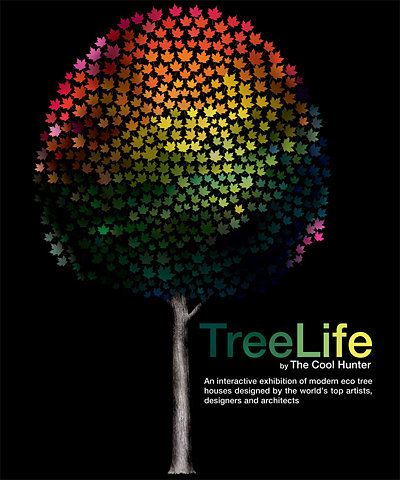 TreeLife
by The Cool Hunter
An interactive exhibition of modern eco tree
houses designed by the world's top artists,
designers and architects